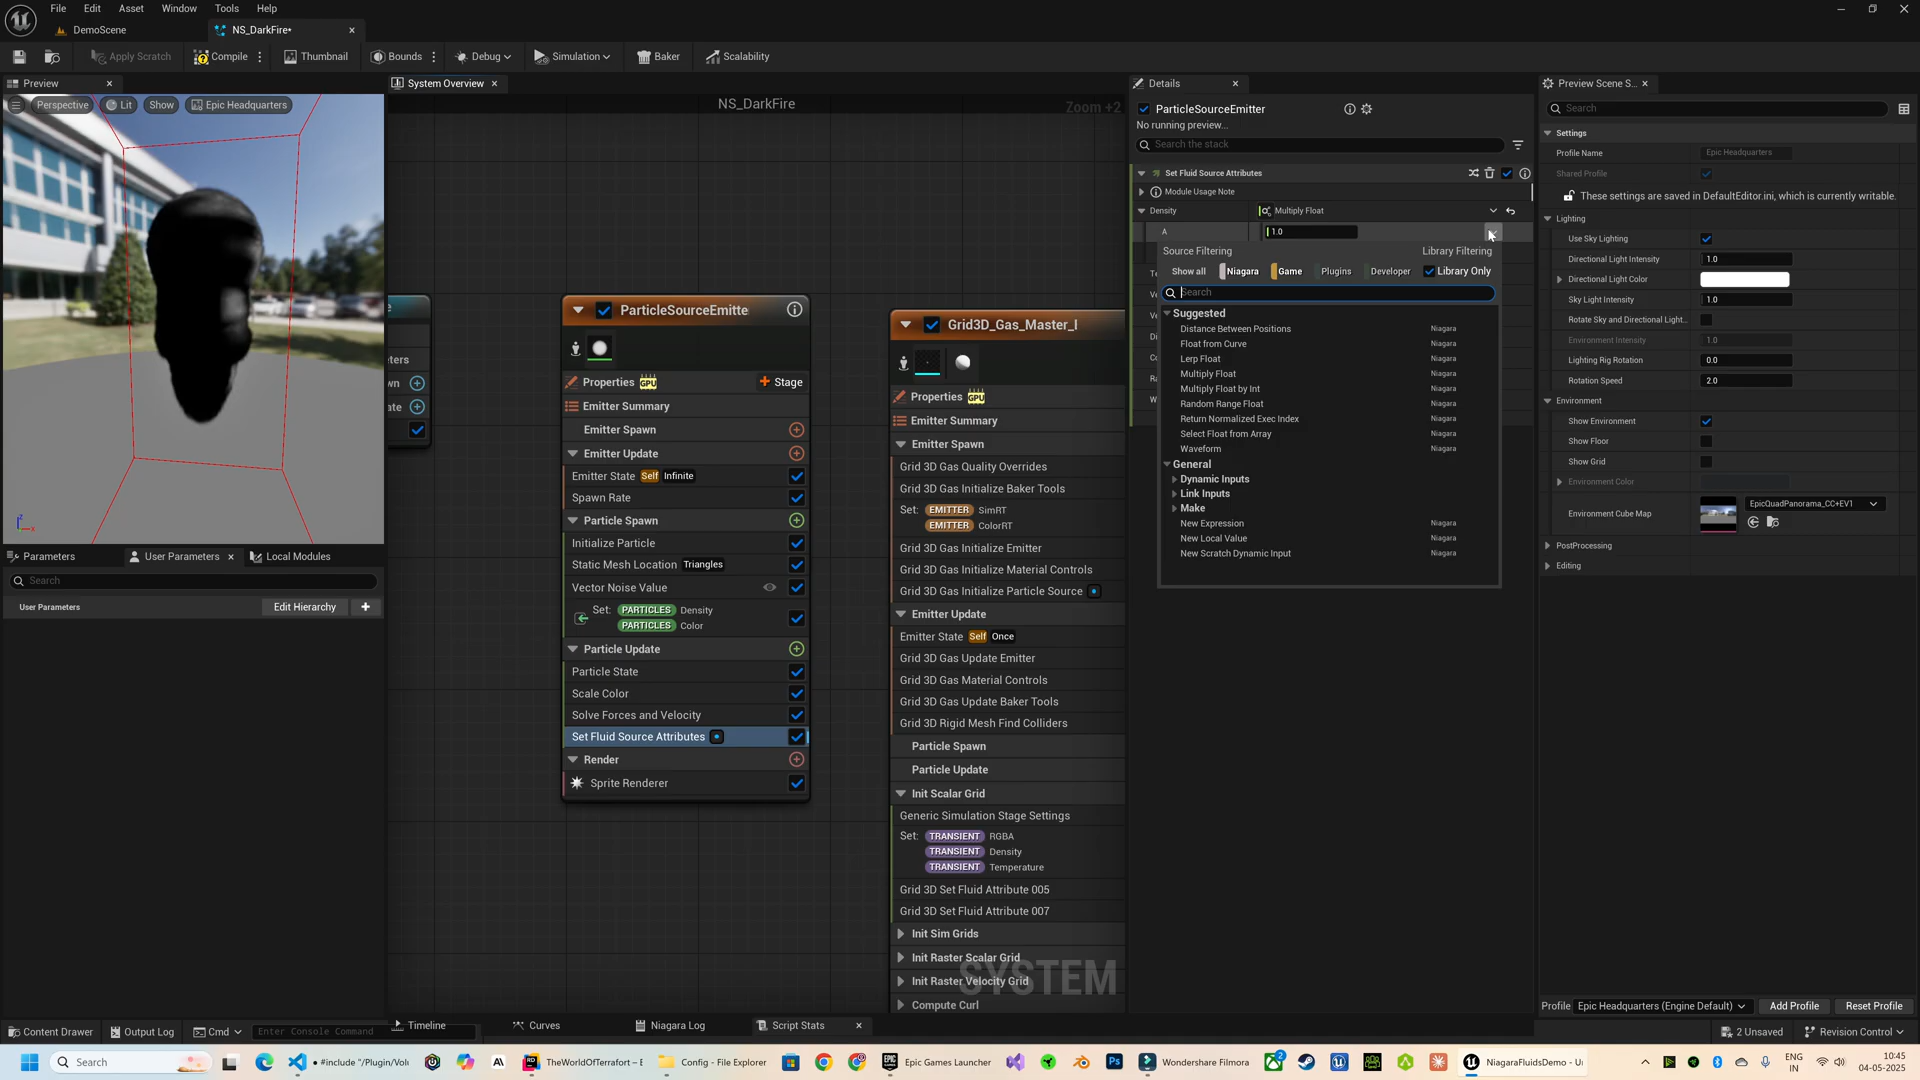 File Edit Asset Window Tools Help
DemoScene NS_DarkFire*
Apply Scratch Compile Thumbnail Bounds Debug Simulation Baker Scalability
Preview
Perspective Lit Show Epic Headquarters
Parameters User Parameters Local Modules
Search
User Parameters Edit Hierarchy
System Overview
NS_DarkFire Zoom +2
ParticleSourceEmitte
Properties GPU Stage
Emitter Summary
Emitter Spawn
Emitter Update
Emitter State Self Infinite
Spawn Rate
Particle Spawn
Initialize Particle
Static Mesh Location Triangles
Vector Noise Value
Set: PARTICLES Density
PARTICLES Color
Particle Update
Particle State
Scale Color
Solve Forces and Velocity
Set Fluid Source Attributes
Render
Sprite Renderer
Grid3D_Gas_Master_I
Properties GPU
Emitter Summary
Emitter Spawn
Grid 3D Gas Quality Overrides
Grid 3D Gas Initialize Baker Tools
Set: EMITTER SimRT
EMITTER ColorRT
Grid 3D Gas Initialize Emitter
Grid 3D Gas Initialize Material Controls
Grid 3D Gas Initialize Particle Source
Emitter Update
Emitter State Self Once
Grid 3D Gas Update Emitter
Grid 3D Gas Material Controls
Grid 3D Gas Update Baker Tools
Grid 3D Rigid Mesh Find Colliders
Particle Spawn
Particle Update
Init Scalar Grid
Generic Simulation Stage Settings
Set: TRANSIENT RGBA
TRANSIENT Density
TRANSIENT Temperature
Grid 3D Set Fluid Attribute 005
Grid 3D Set Fluid Attribute 007
Init Sim Grids
Init Raster Scalar Grid
Init Raster Velocity Grid
Compute Curl
SYSTEM
Details
ParticleSourceEmitter
No running preview...
Search the stack
Set Fluid Source Attributes
Module Usage Note
Density Multiply Float
A 1.0
Source Filtering Library Filtering
Show all Niagara Game Plugins Developer Library Only
Search
Suggested
Distance Between Positions Niagara
Float from Curve Niagara
Lerp Float Niagara
Multiply Float Niagara
Multiply Float by Int Niagara
Random Range Float Niagara
Return Normalized Exec Index Niagara
Select Float from Array Niagara
Waveform Niagara
General
Dynamic Inputs
Link Inputs
Make
New Expression Niagara
New Local Value Niagara
New Scratch Dynamic Input Niagara
Preview Scene S...
Search
Settings
Profile Name Epic Headquarters
Shared Profile
These settings are saved in DefaultEditor.ini, which is currently writable.
Lighting
Use Sky Lighting
Directional Light Intensity 1.0
Directional Light Color
Sky Light Intensity 1.0
Rotate Sky and Directional Light...
Environment Intensity 1.0
Lighting Rig Rotation 0.0
Rotation Speed 2.0
Environment
Show Environment
Show Floor
Show Grid
Environment Color
Environment Cube Map EpicQuadPanorama_CC+EV1
PostProcessing
Editing
Profile Epic Headquarters (Engine Default) Add Profile Reset Profile
Content Drawer Output Log Cmd Enter Console Command Timeline Curves Niagara Log Script Stats 2 Unsaved Revision Control
Search #include "/Plugin/Volu TheWorldOfTerrafort – E Config - File Explorer Epic Games Launcher Wondershare Filmora NiagaraFluidsDemo - U ENG 10:45
IN 04-05-2025